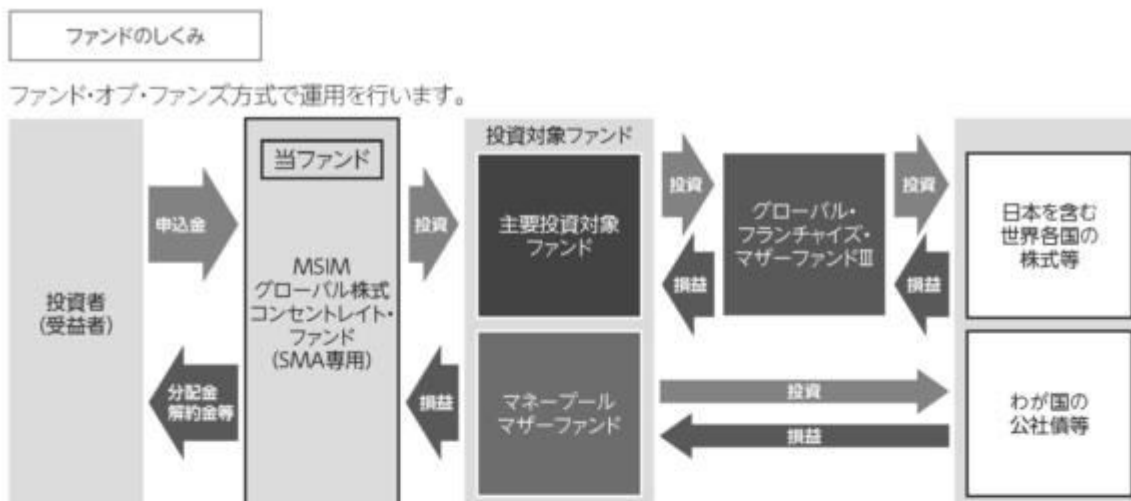 ファンドのしくみ
ファンド・オブ・ファンズ方式で運用を行います。
投資者
(受益者)
申込金
分配金
解約金等
当ファンド
MSIM
グローバル株式
コンセントレイト・
ファンド
(SMA専用)
投資
損益
投資対象ファンド
主要投資対象
ファンド
マネープール
マザーファンド
投資
損益
グローバル・
フランチャイズ・
マザーファンドⅢ
投資
損益
投資
損益
日本を含む
世界各国の
株式等
わが国の
公社債等